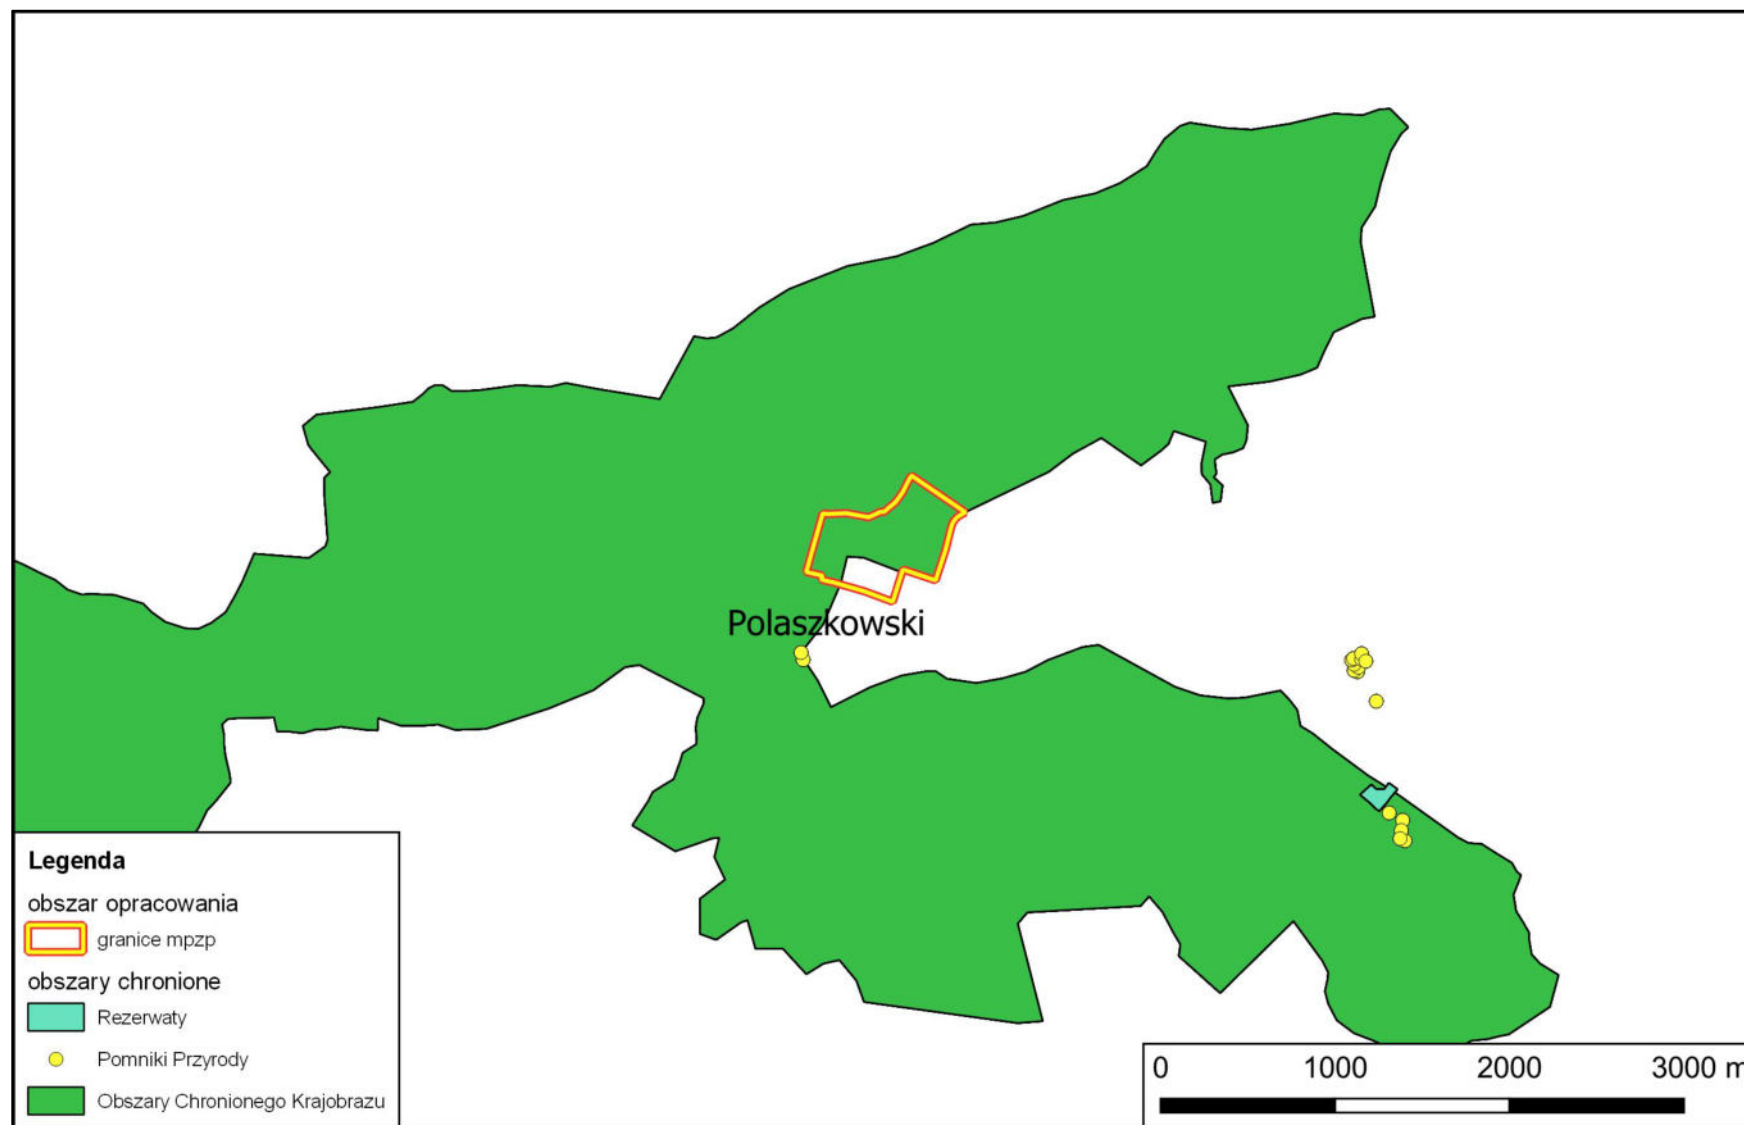 Polaszkowski
Legenda
obszar opracowania
granice mpzp
obszary chronione
Rezerwaty
Pomniki Przyrody
Obszary Chronionego Krajobrazu
0 1000 2000 3000 m